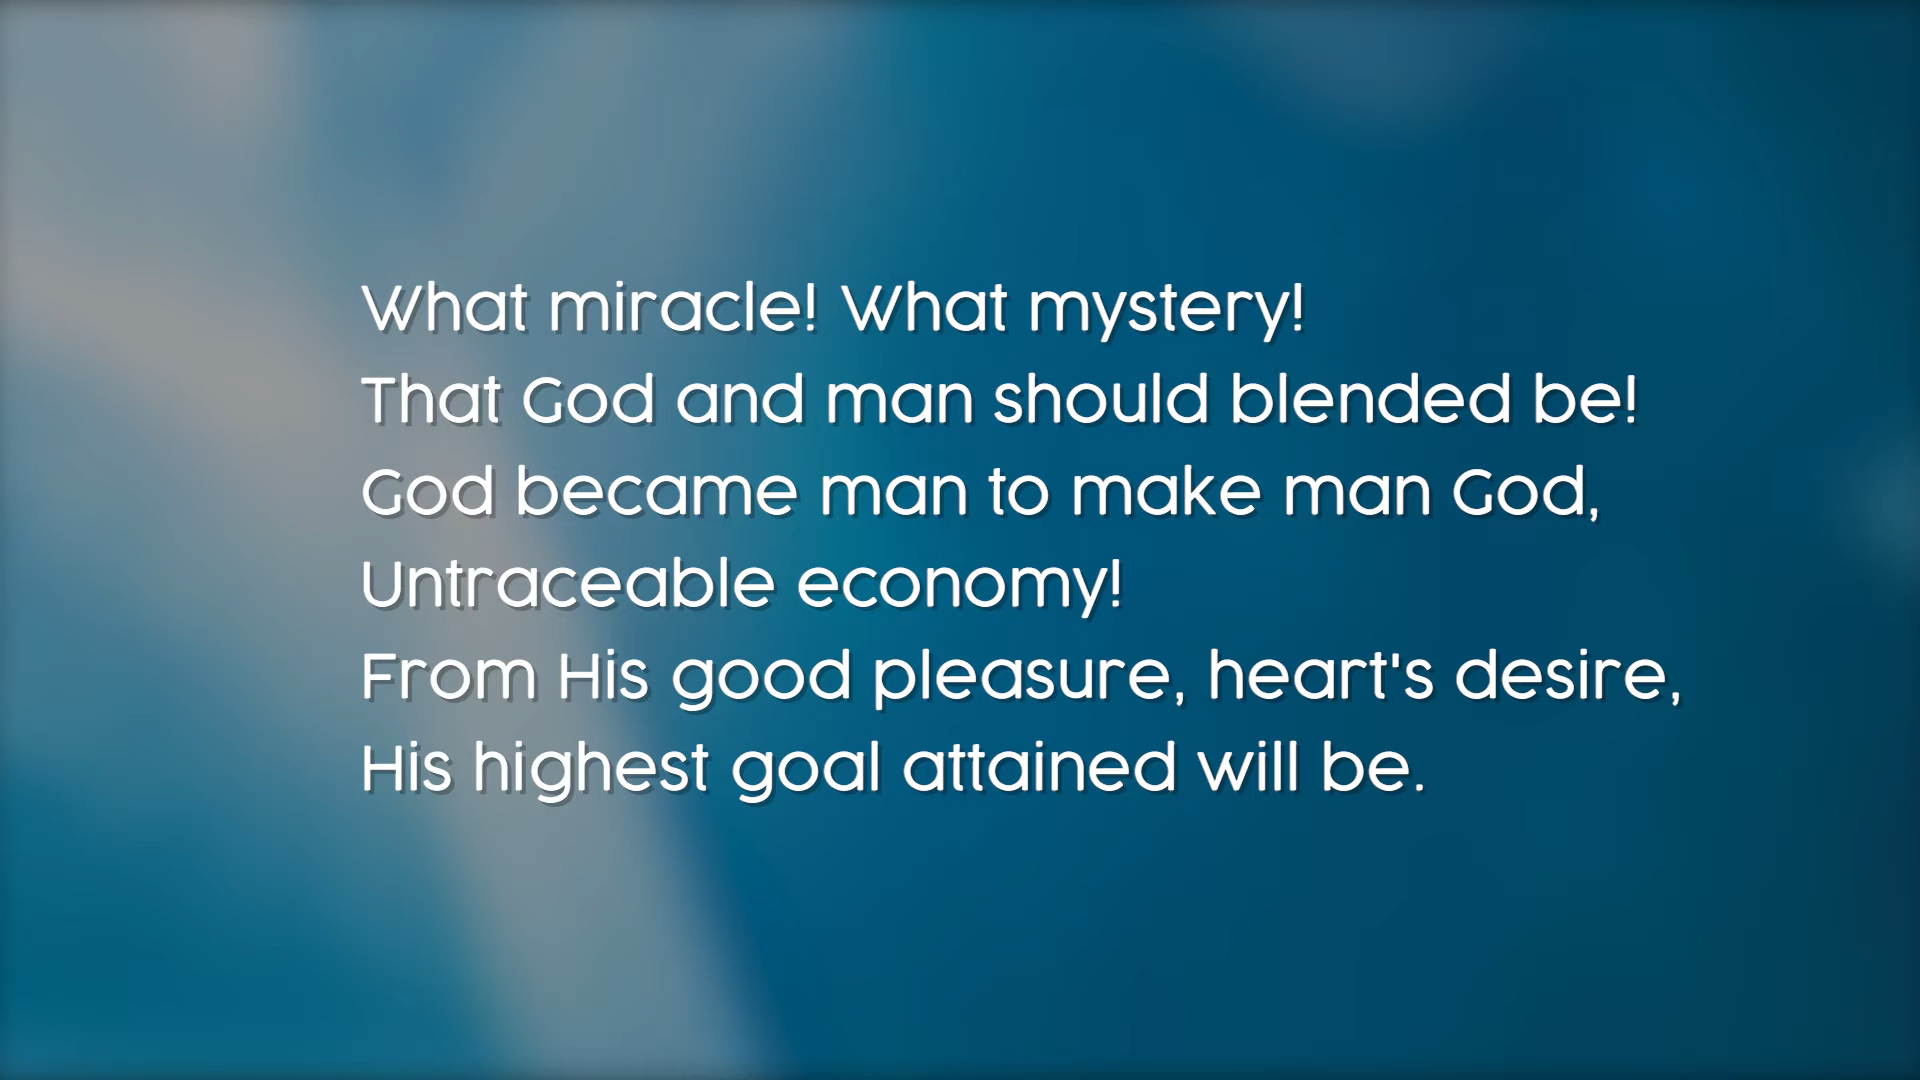 What miracle! What mystery!
That God and man should blended be!
God became man to make man God,
Untraceable economy!
From His good pleasure, heart's desire,
His highest goal attained will be.